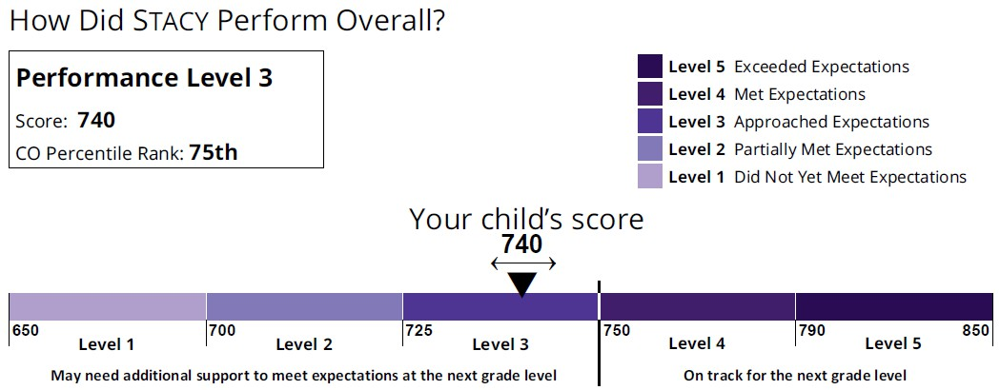 How Did STACY Perform Overall?
Performance Level 3
Score: 740
CO Percentile Rank: 75th
Level 5 Exceeded Expectations
Level 4 Met Expectations
Level 3 Approached Expectations
Level 2 Partially Met Expectations
Level 1 Did Not Yet Meet Expectations
Your child's score
740
650 700 725 750 790 850
Level 1 Level 2 Level 3 Level 4 Level 5
May need additional support to meet expectations at the next grade level On track for the next grade level